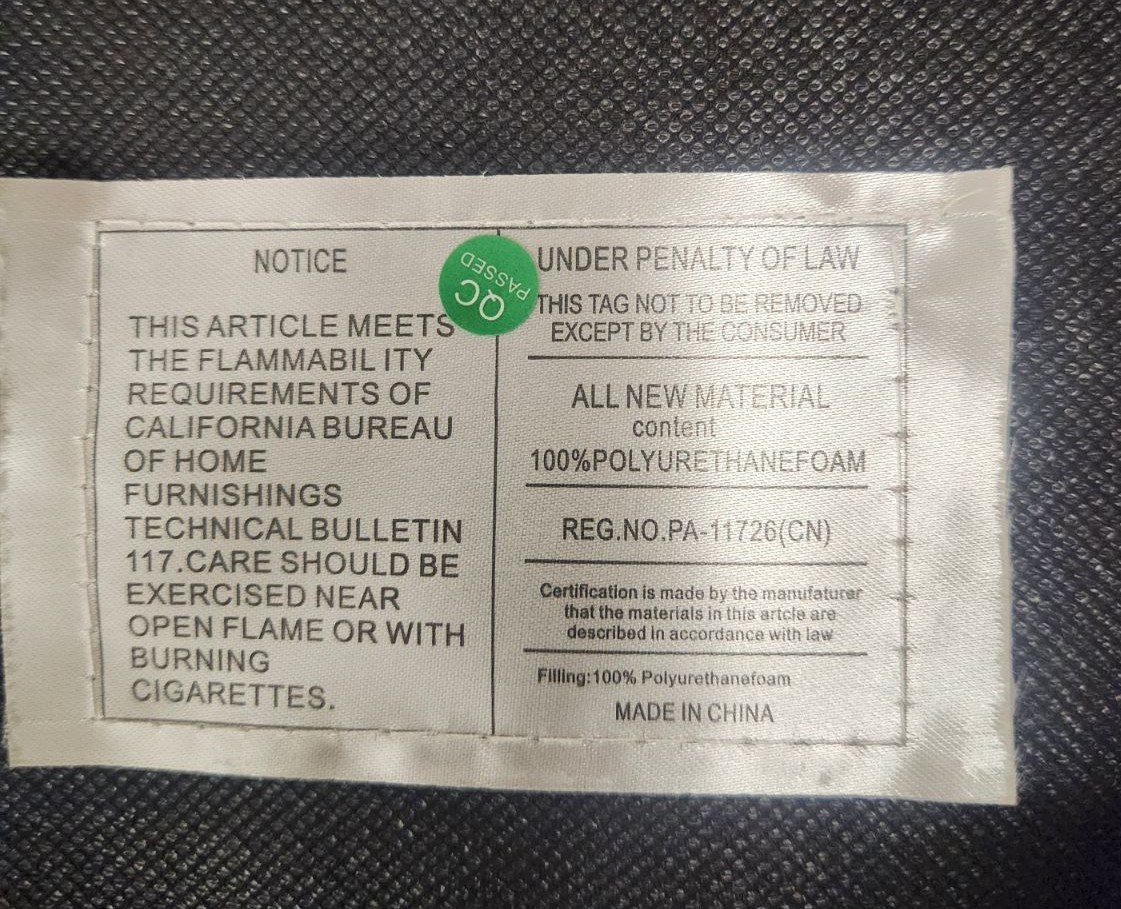 NOTICE
THIS ARTICLE MEETS
THE FLAMMABIL ITY
REQUIREMENTS OF
CALIFORNIA BUREAU
OF HOME
FURNISHINGS
TECHNICAL BULLETIN
117.CARE SHOULD BE
EXERCISED NEAR
OPEN FLAME OR WITH
BURNING
CIGARETTES.
QC
PASSED
UNDER PENALTY OF LAW
THIS TAG NOT TO BE REMOVED
EXCEPT BY THE CONSUMER
ALL NEW MATERIAL
content
100%POLYURETHANEFOAM
REG.NO.PA-11726(CN)
Certification is made by the manufaturer
that the materials in this artcle are
described in accordance with law
Filling:100% Polyurethanefoam
MADE IN CHINA